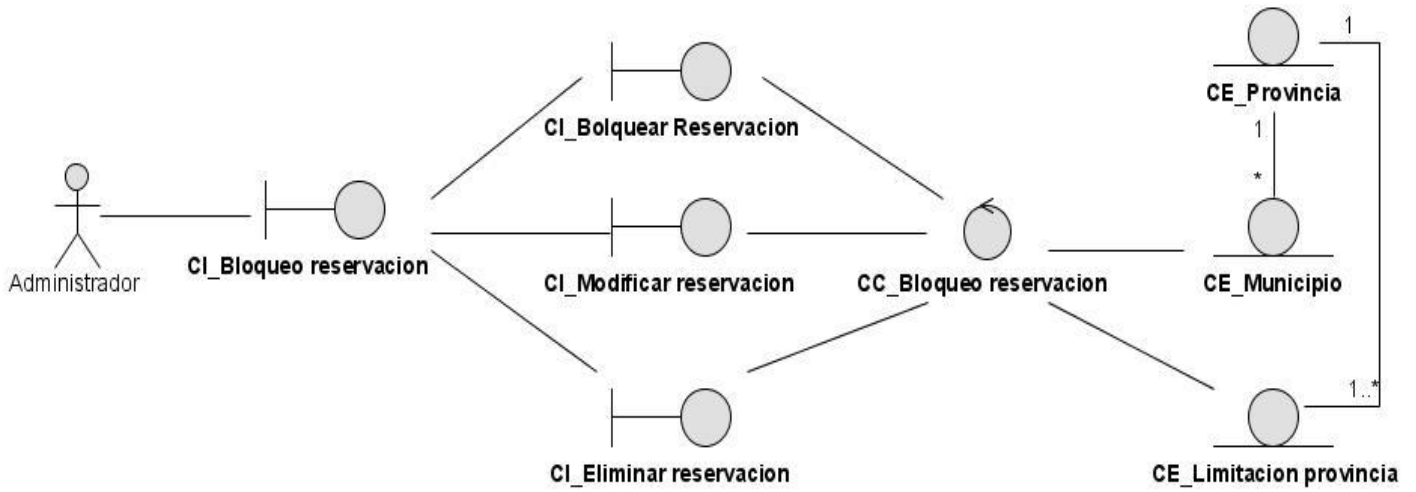 1
CE_Provincia
CI_Bolquear Reservacion
1
*
CI_Bloqueo reservacion
Administrador
CI_Modificar reservacion
CC_Bloqueo reservacion
CE_Municipio
1..*
CI_Eliminar reservacion
CE_Limitacion provincia